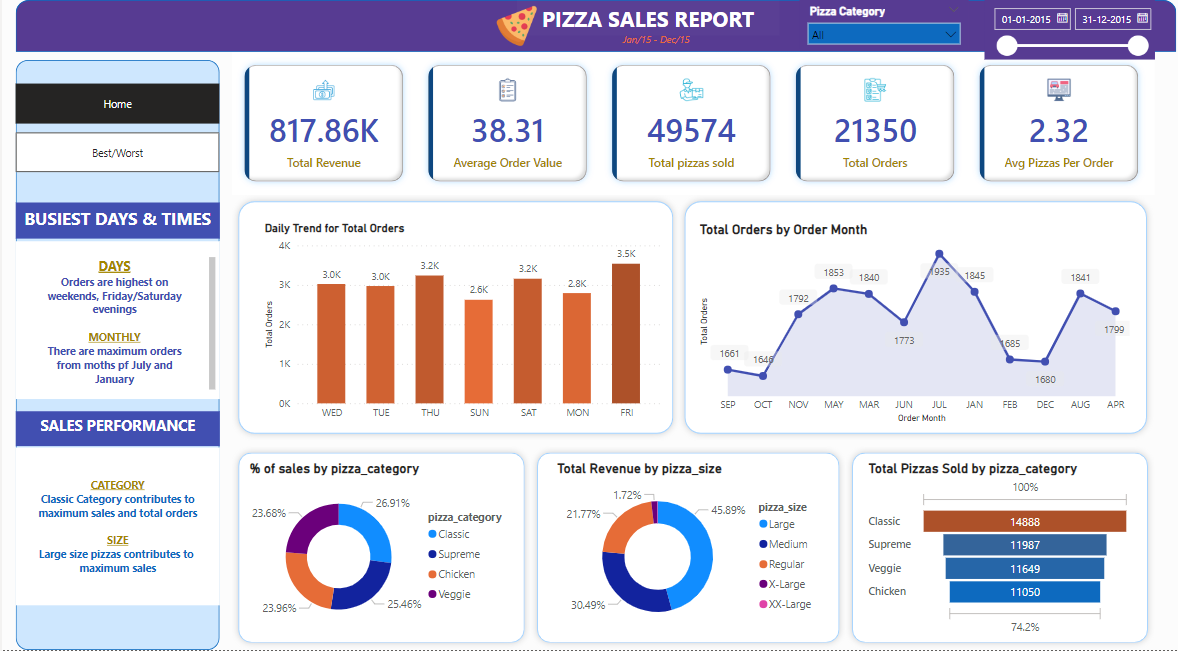 PIZZA SALES REPORT
Jan/15 - Dec/15
Pizza Category
All
01-01-2015
31-12-2015
Home
Best/Worst
BUSIEST DAYS & TIMES
DAYS
Orders are highest on
weekends, Friday/Saturday
evenings
MONTHLY
There are maximum orders
from moths pf July and
January
SALES PERFORMANCE
CATEGORY
Classic Category contributes to
maximum sales and total orders
SIZE
Large size pizzas contributes to
maximum sales
817.86K
Total Revenue
38.31
Average Order Value
49574
Total pizzas sold
21350
Total Orders
2.32
Avg Pizzas Per Order
Daily Trend for Total Orders
Total Orders
4K
3K
2K
1K
0K
3.0K
3.0K
3.2K
2.6K
3.2K
2.8K
3.5K
WED TUE THU SUN SAT MON FRI
Total Orders by Order Month
Total Orders
1661
1646
1792
1853
1840
1773
1935
1845
1685
1680
1841
1799
SEP OCT NOV MAY MAR JUN JUL JAN FEB DEC AUG APR
Order Month
% of sales by pizza_category
26.91%
25.46%
23.96%
23.68%
pizza_category
Classic
Supreme
Chicken
Veggie
Total Revenue by pizza_size
1.72%
45.89%
21.77%
30.49%
pizza_size
Large
Medium
Regular
X-Large
XX-Large
Total Pizzas Sold by pizza_category
100%
Classic 14888
Supreme 11987
Veggie 11649
Chicken 11050
74.2%